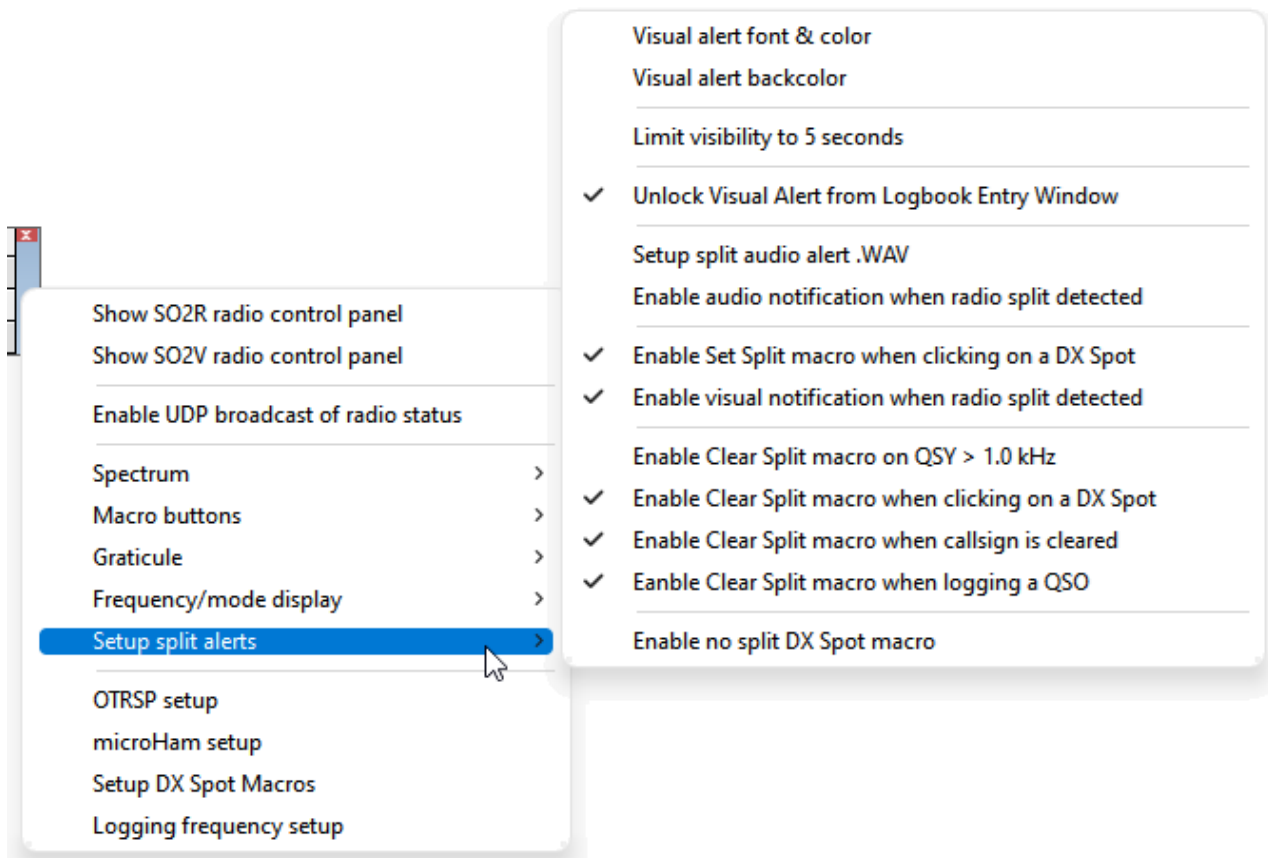 Show SO2R radio control panel
Show SO2V radio control panel
Enable UDP broadcast of radio status
Spectrum
Macro buttons
Graticule
Frequency/mode display
Setup split alerts
OTRSP setup
microHam setup
Setup DX Spot Macros
Logging frequency setup
Visual alert font & color
Visual alert backcolor
Limit visibility to 5 seconds
Unlock Visual Alert from Logbook Entry Window
Setup split audio alert .WAV
Enable audio notification when radio split detected
Enable Set Split macro when clicking on a DX Spot
Enable visual notification when radio split detected
Enable Clear Split macro on QSY > 1.0 kHz
Enable Clear Split macro when clicking on a DX Spot
Enable Clear Split macro when callsign is cleared
Eanble Clear Split macro when logging a QSO
Enable no split DX Spot macro